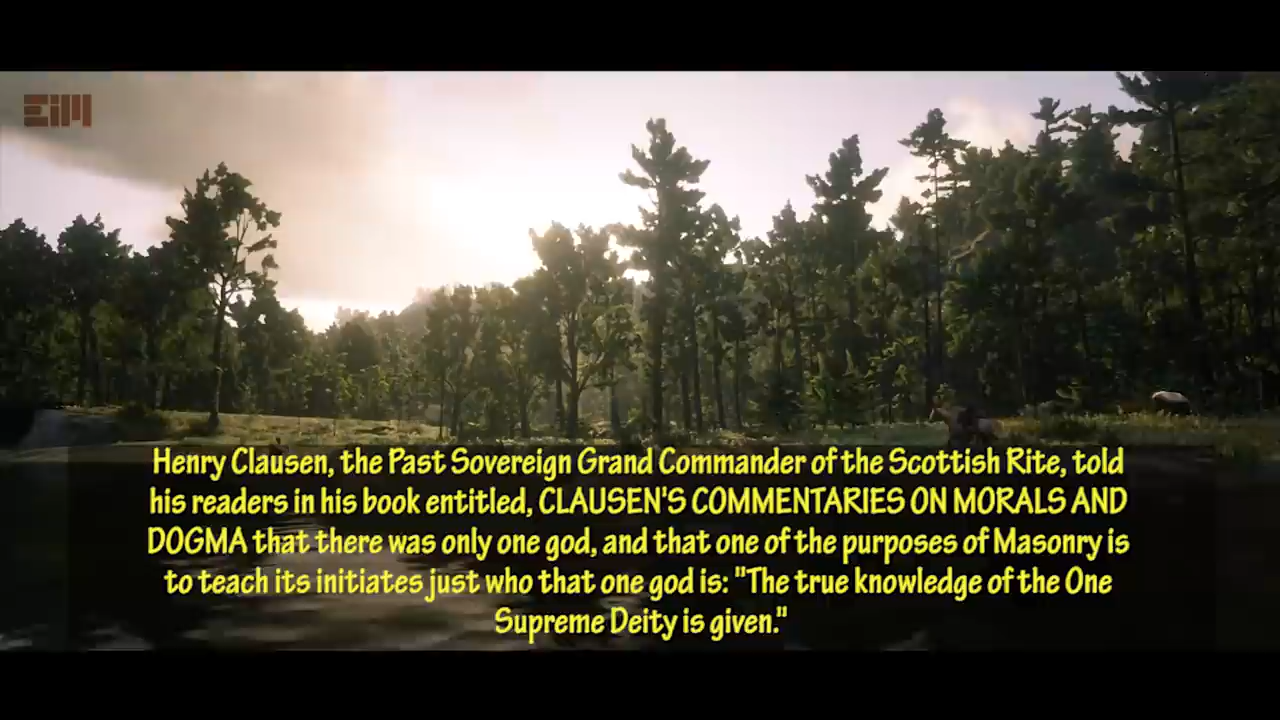 EiM
Henry Clausen, the Past Sovereign Grand Commander of the Scottish Rite, told
his readers in his book entitled, CLAUSEN'S COMMENTARIES ON MORALS AND
DOGMA that there was only one god, and that one of the purposes of Masonry is
to teach its initiates just who that one god is: "The true knowledge of the One
Supreme Deity is given."